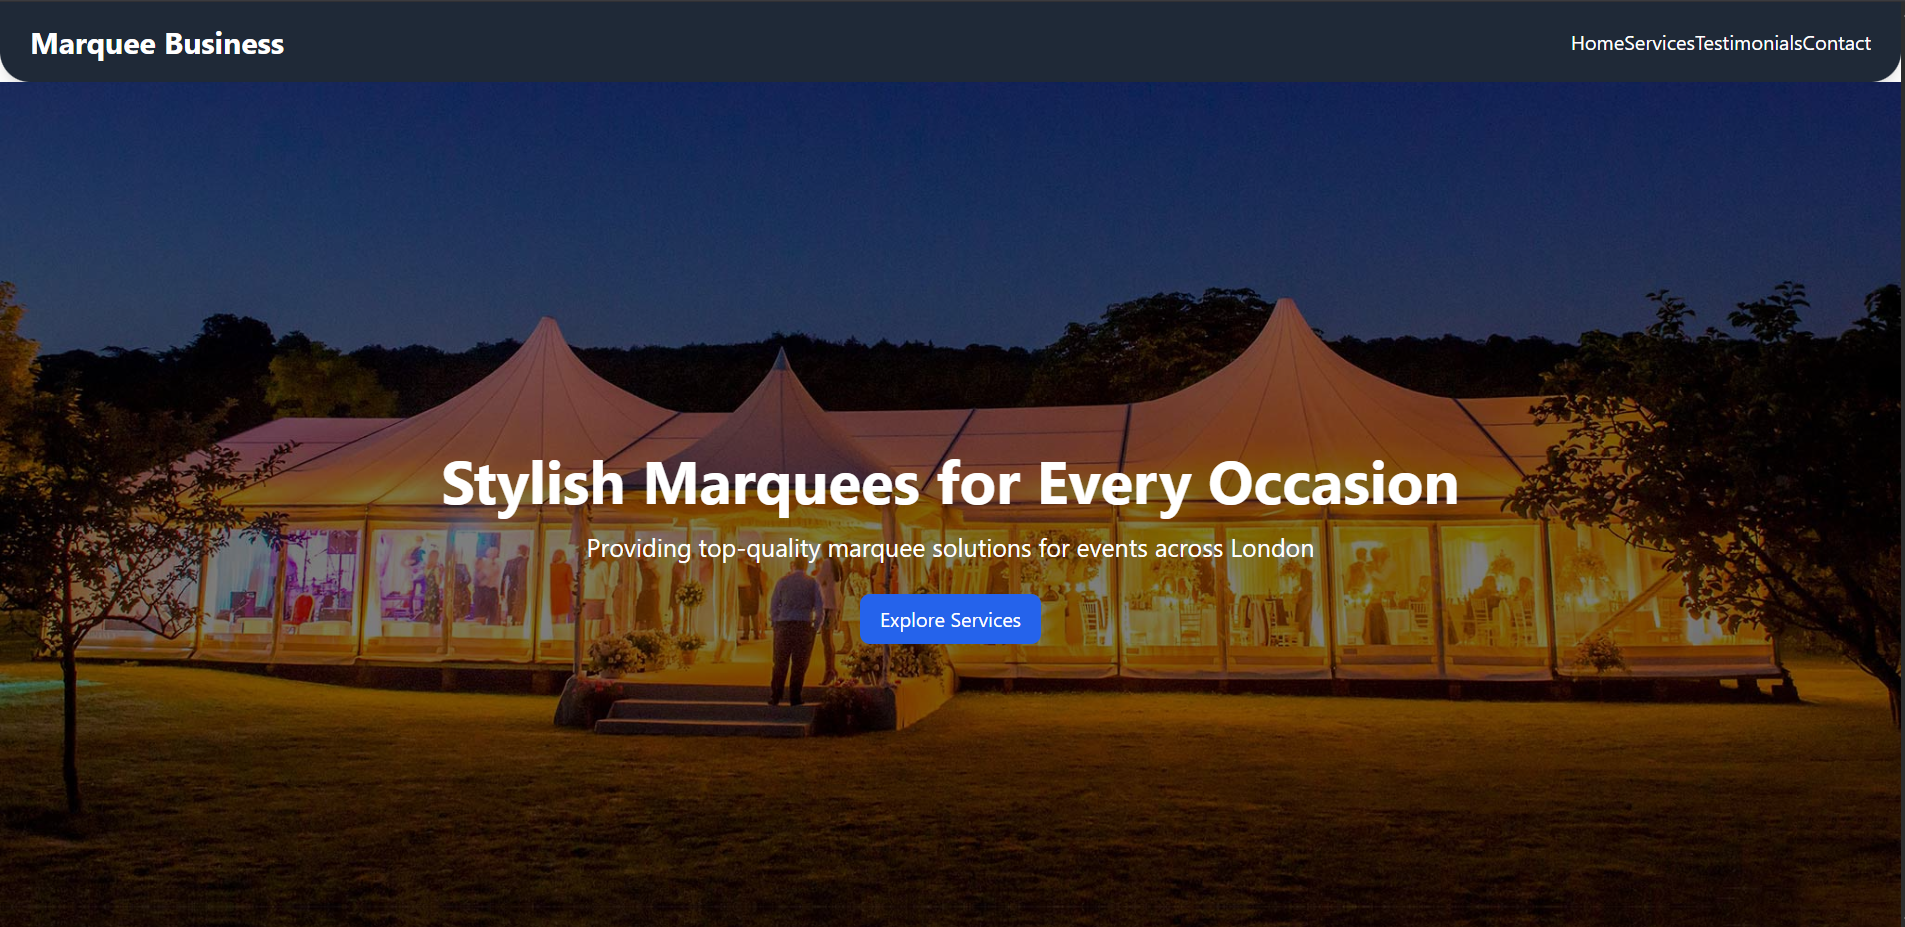 Marquee Business
HomeServicesTestimonialsContact
Stylish Marquees for Every Occasion
Providing top-quality marquee solutions for events across London
Explore Services